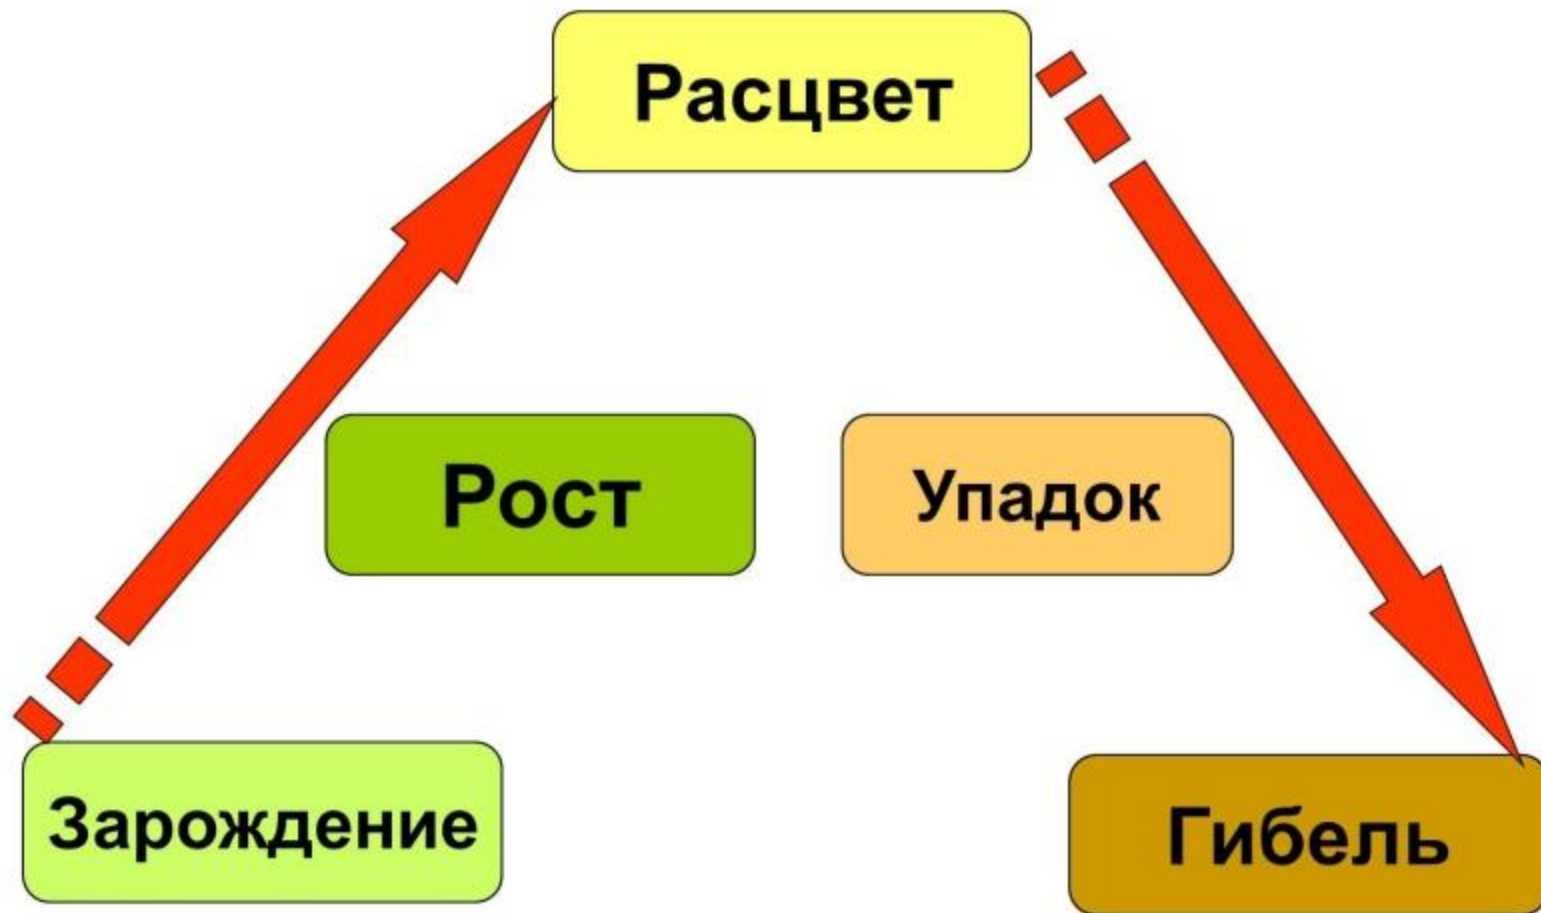 Расцвет
Рост
Упадок
Зарождение
Гибель